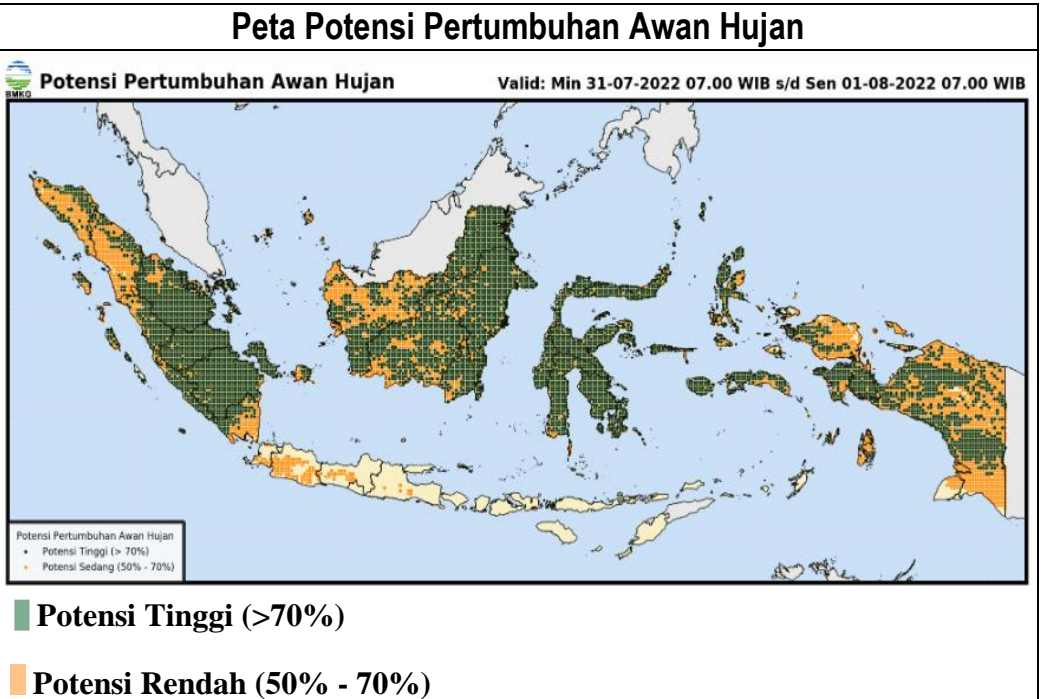 Peta Potensi Pertumbuhan Awan Hujan
BMKG
Potensi Pertumbuhan Awan Hujan
Valid: Min 31-07-2022 07.00 WIB s/d Sen 01-08-2022 07.00 WIB
Potensi Pertumbuhan Awan Hujan
Potensi Tinggi (> 70%)
Potensi Sedang (50% - 70%)
Potensi Tinggi (>70%)
Potensi Rendah (50% - 70%)